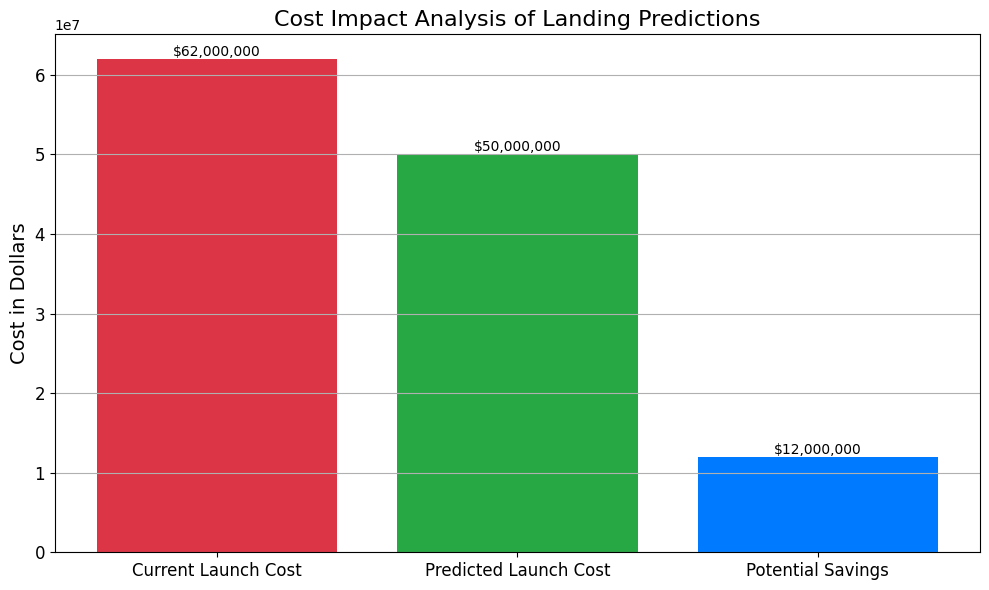 Cost Impact Analysis of Landing Predictions
1e7
$62,000,000
6
$50,000,000
5
4
Cost in Dollars
3
2
$12,000,000
1
0
Current Launch Cost
Predicted Launch Cost
Potential Savings